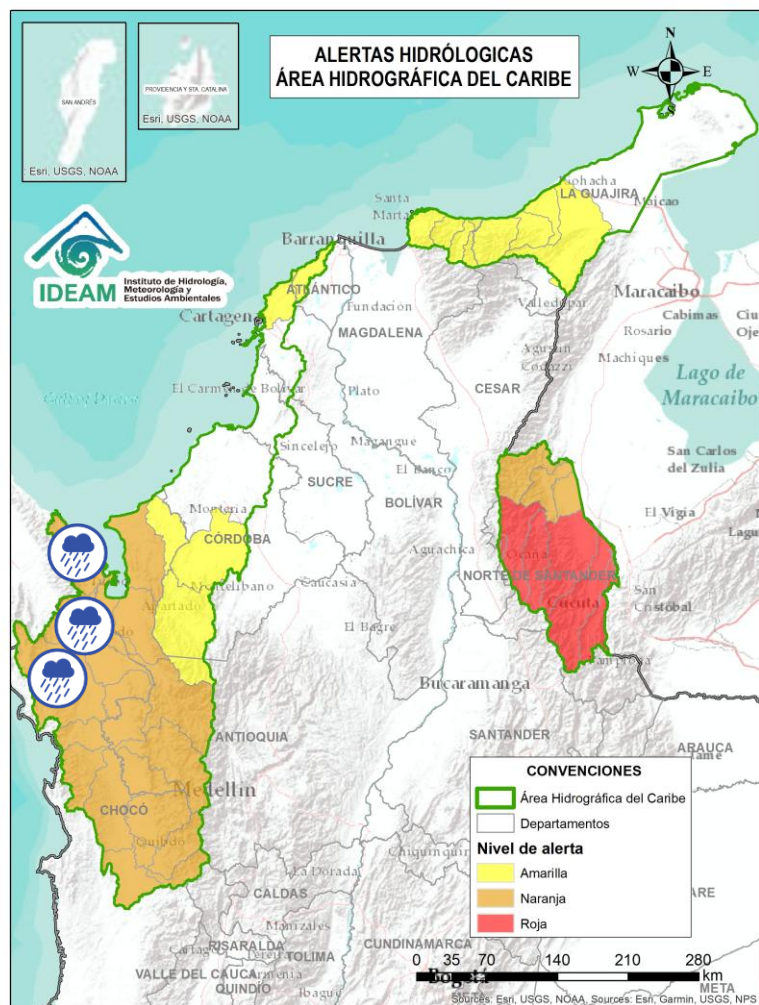 ALERTAS HIDRÓLOGICAS
ÁREA HIDROGRÁFICA DEL CARIBE
N
W
E
S
SAN ANDRÉS
Esri, USGS, NOAA
PROVIDENCIA Y STA. CATALINA
Esri, USGS, NOAA
IDEAM
Instituto de Hidrología,
Meteorología y
Estudios Ambientales
LA GUAJIRA
Maicao
Santa
Marta
Barranquilla
ATLÁNTICO
Maracaibo
Cabimas
Fundación
Valledupar
Rosario
MAGDALENA
Machiques
Agustín
Codazzi
Lago de
Maracaibo
El Carmen de Bolívar
Plato
CESAR
Sincelejo
Magangué
San Carlos
del Zulia
SUCRE
El Banco
BOLÍVAR
Montería
El Vigía
CÓRDOBA
Aguachica
Ocaña
Montelíbano
Caucasia
NORTE DE SANTANDER
Apartadó
Cúcuta
San
Cristóbal
El Bagre
Bucaramanga
ANTIOQUIA
SANTANDER
ARAUCA
Medellín
CHOCÓ
Quibdó
La Dorada
CALDAS
Manizales
RISARALDA
Pereira
TOLIMA
CUNDINAMARCA
VALLE DEL CAUCA
Armenia
QUINDÍO
Ibagué
Bogotá
META
CONVENCIONES
Área Hidrográfica del Caribe
Departamentos
Nivel de alerta
Amarilla
Naranja
Roja
0 35 70 140 210 280
km
Sources: Esri, USGS, NOAA, Sources: Esri, Garmin, USGS, NPS